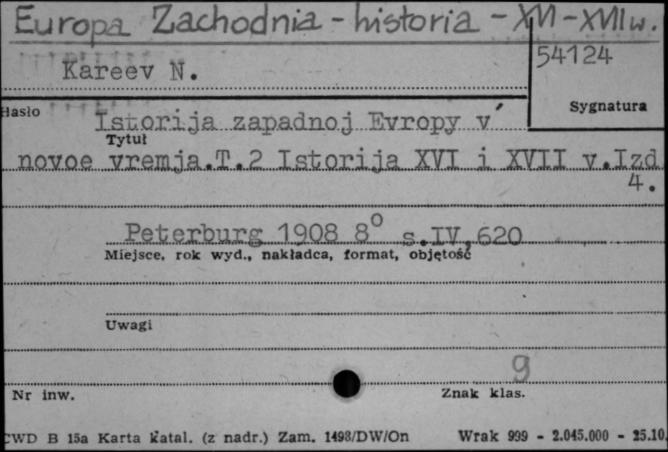 Europa Zachodnia - historia - XVI - XVII w.
54124
Kareev N.
Hasło
Sygnatura
Istorija zapadnoj Evropy v
Tytuł
novoe vremja.T.2 Istorija XVI i XVII v.Izd
4.
Peterburg 1908 8° s.IV,620
Miejsce, rok wyd., nakładca, format, objętość
Uwagi
9
Nr inw.
Znak klas.
CWD B 15a Karta katal. (z nadr.) Zam. 1498/DW/On Wrak 999 - 2.045.000 - 25.10.